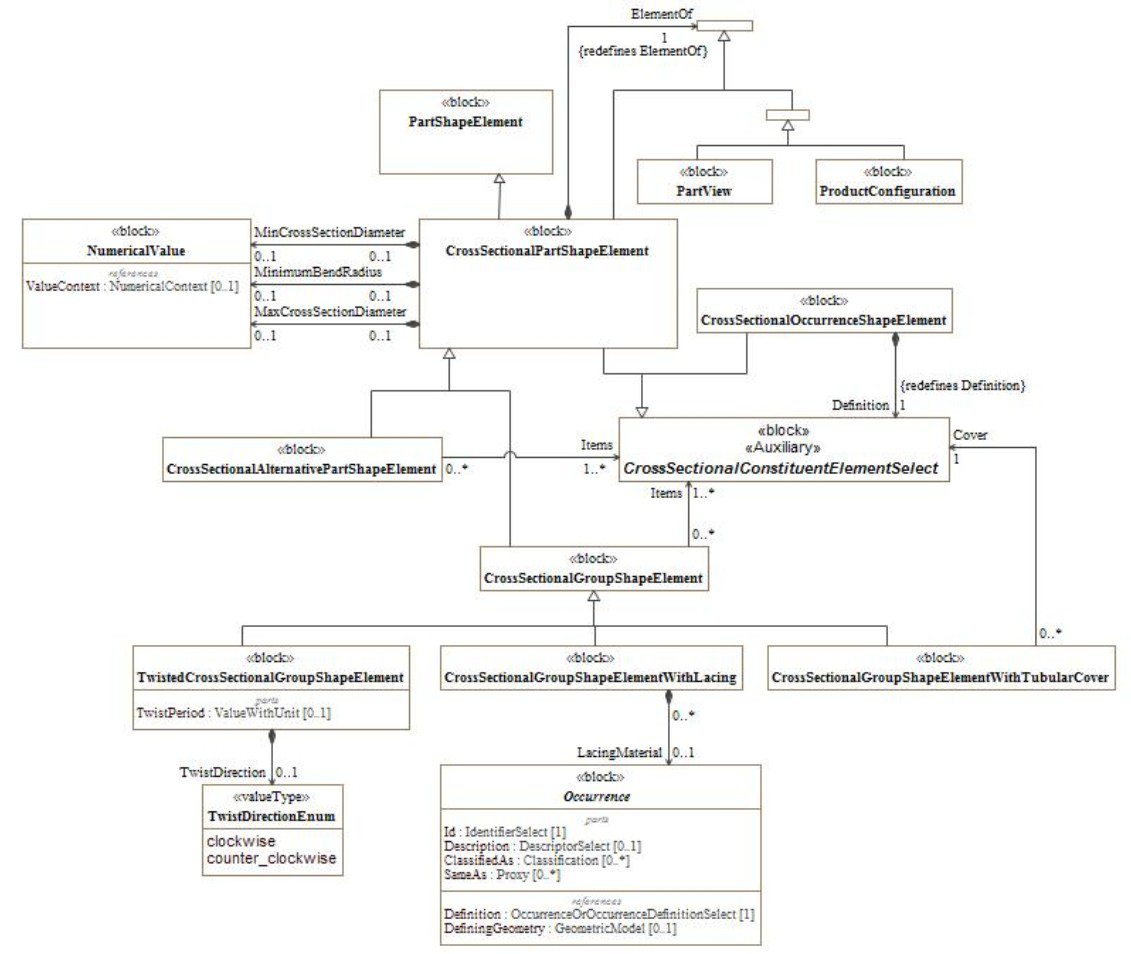 ElementOf
1
{redefines ElementOf}
«block»
PartShapeElement
«block»
PartView
«block»
ProductConfiguration
«block»
NumericalValue
references
ValueContext : NumericalContext [0..1]
MinCrossSectionDiameter
0..1 0..1
MinimumBendRadius
0..1 0..1
MaxCrossSectionDiameter
0..1 0..1
«block»
CrossSectionalPartShapeElement
«block»
CrossSectionalOccurrenceShapeElement
{redefines Definition}
Definition 1
«block»
CrossSectionalAlternativePartShapeElement
0..*
Items
1..*
«block»
«Auxiliary»
CrossSectionalConstituentElementSelect
Cover
1
Items 1..*
0..*
«block»
CrossSectionalGroupShapeElement
0..*
«block»
TwistedCrossSectionalGroupShapeElement
parts
TwistPeriod : ValueWithUnit [0..1]
«block»
CrossSectionalGroupShapeElementWithLacing
«block»
CrossSectionalGroupShapeElementWithTubularCover
0..*
LacingMaterial 0..1
TwistDirection 0..1
«valueType»
TwistDirectionEnum
clockwise
counter_clockwise
«block»
Occurrence
parts
Id : IdentifierSelect [1]
Description : DescriptorSelect [0..1]
ClassifiedAs : Classification [0..*]
SameAs : Proxy [0..*]
references
Definition : OccurrenceOrOccurrenceDefinitionSelect [1]
DefiningGeometry : GeometricModel [0..1]